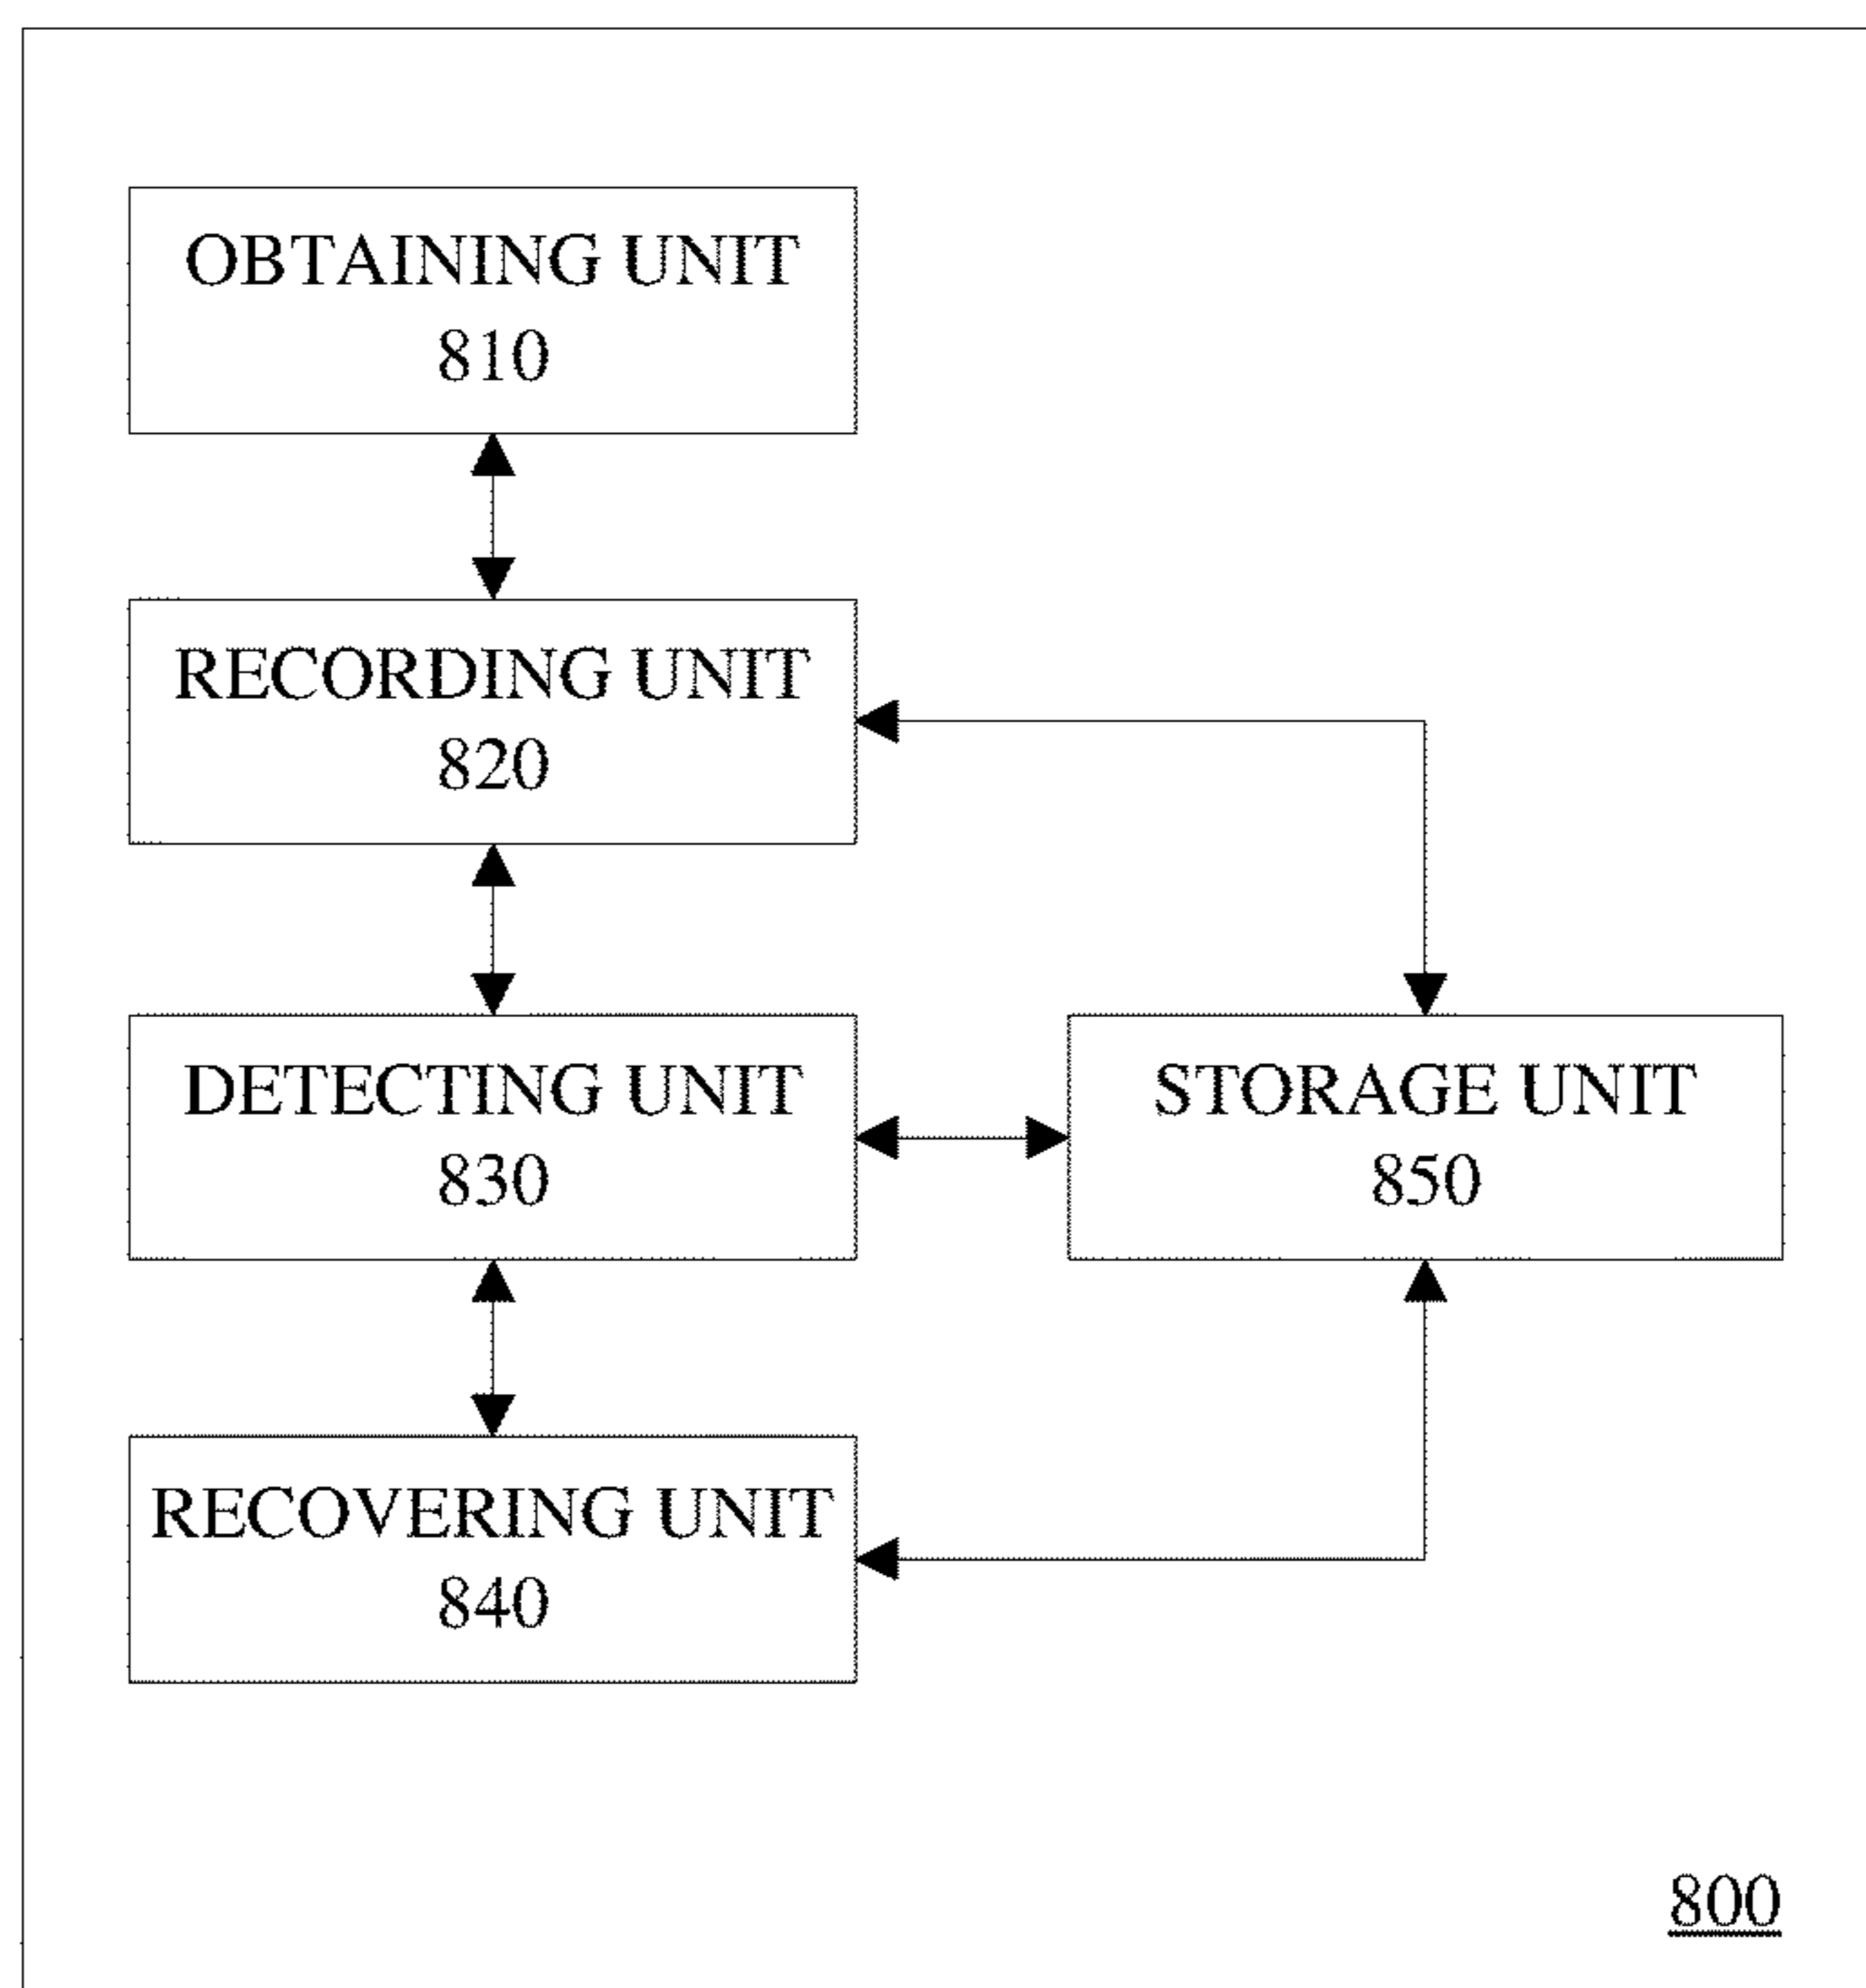 OBTAINING UNIT
810
RECORDING UNIT
820
DETECTING UNIT
830
STORAGE UNIT
850
RECOVERING UNIT
840
800